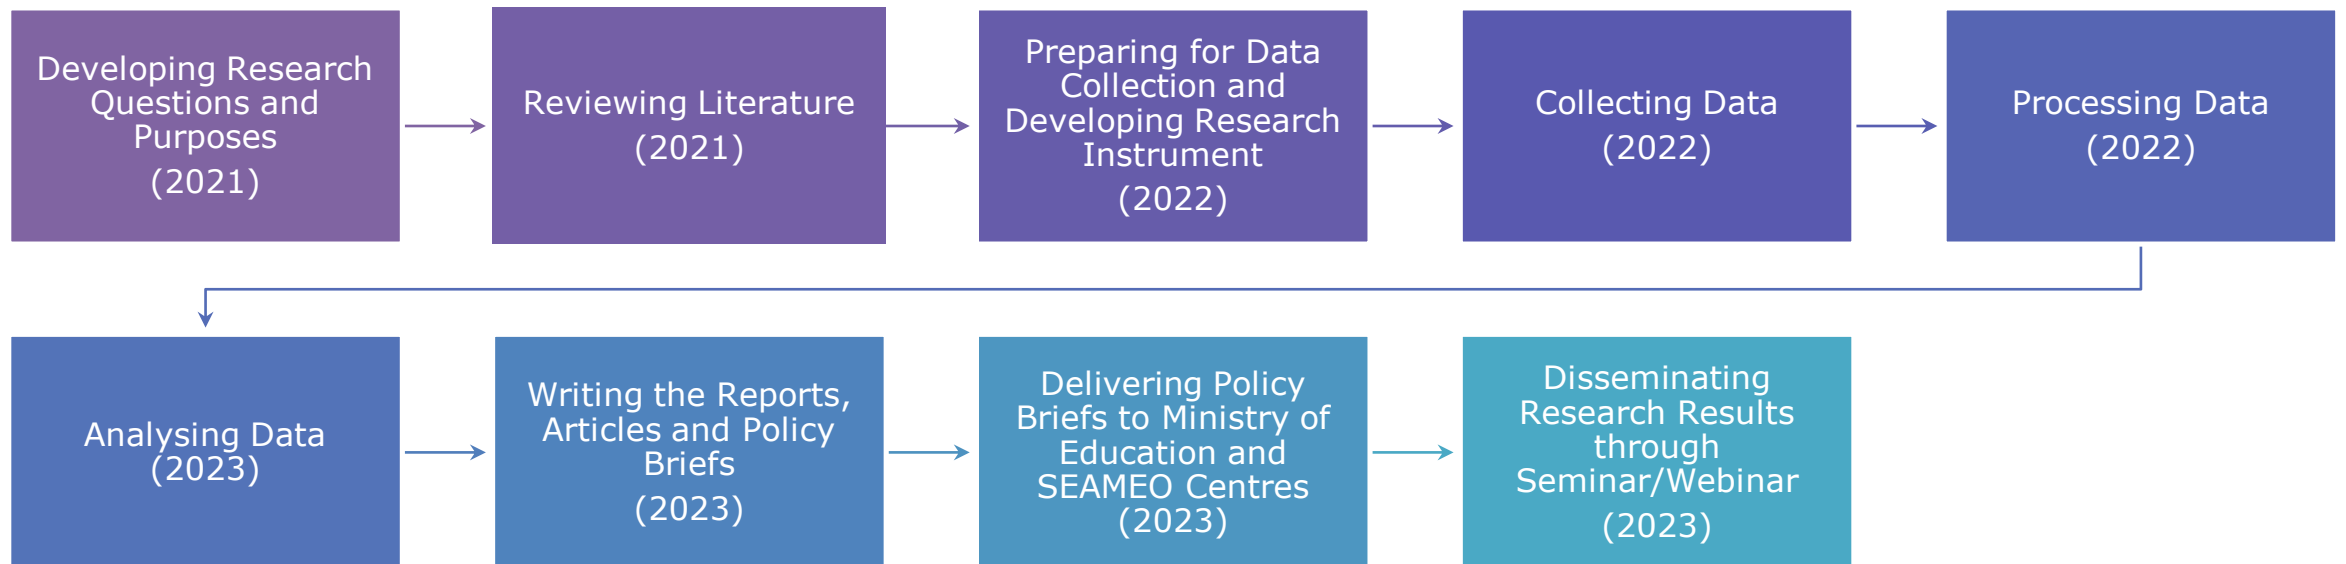 Developing Research
Questions and
Purposes
(2021)
Reviewing Literature
(2021)
Preparing for Data
Collection and
Developing Research
Instrument
(2022)
Collecting Data
(2022)
Processing Data
(2022)
Analysing Data
(2023)
Writing the Reports,
Articles and Policy
Briefs
(2023)
Delivering Policy
Briefs to Ministry of
Education and
SEAMEO Centres
(2023)
Disseminating
Research Results
through
Seminar/Webinar
(2023)